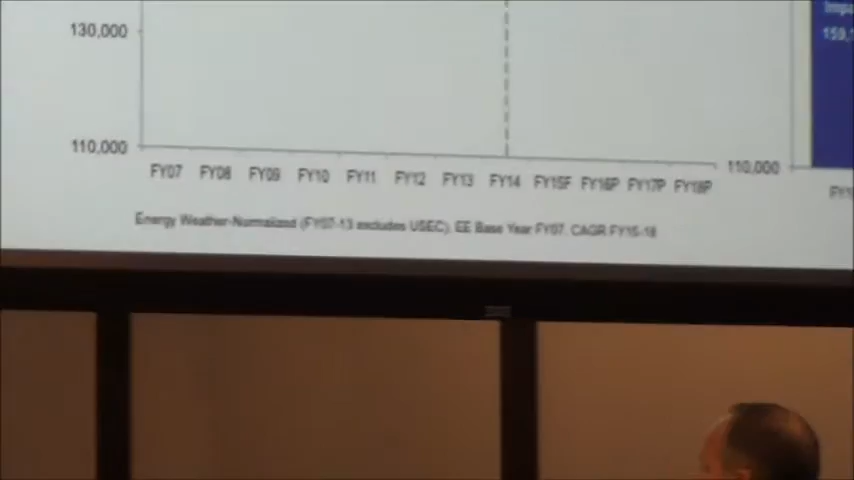 130,000
110,000
FY07 FY08 FY09 FY10 FY11 FY12 FY13 FY14 FY15F FY16P FY17P FY18P
Energy Weather-Normalized (FY07-13 excludes USEC), EE Base Year FY07, CAGR FY15-18
159,
110,000